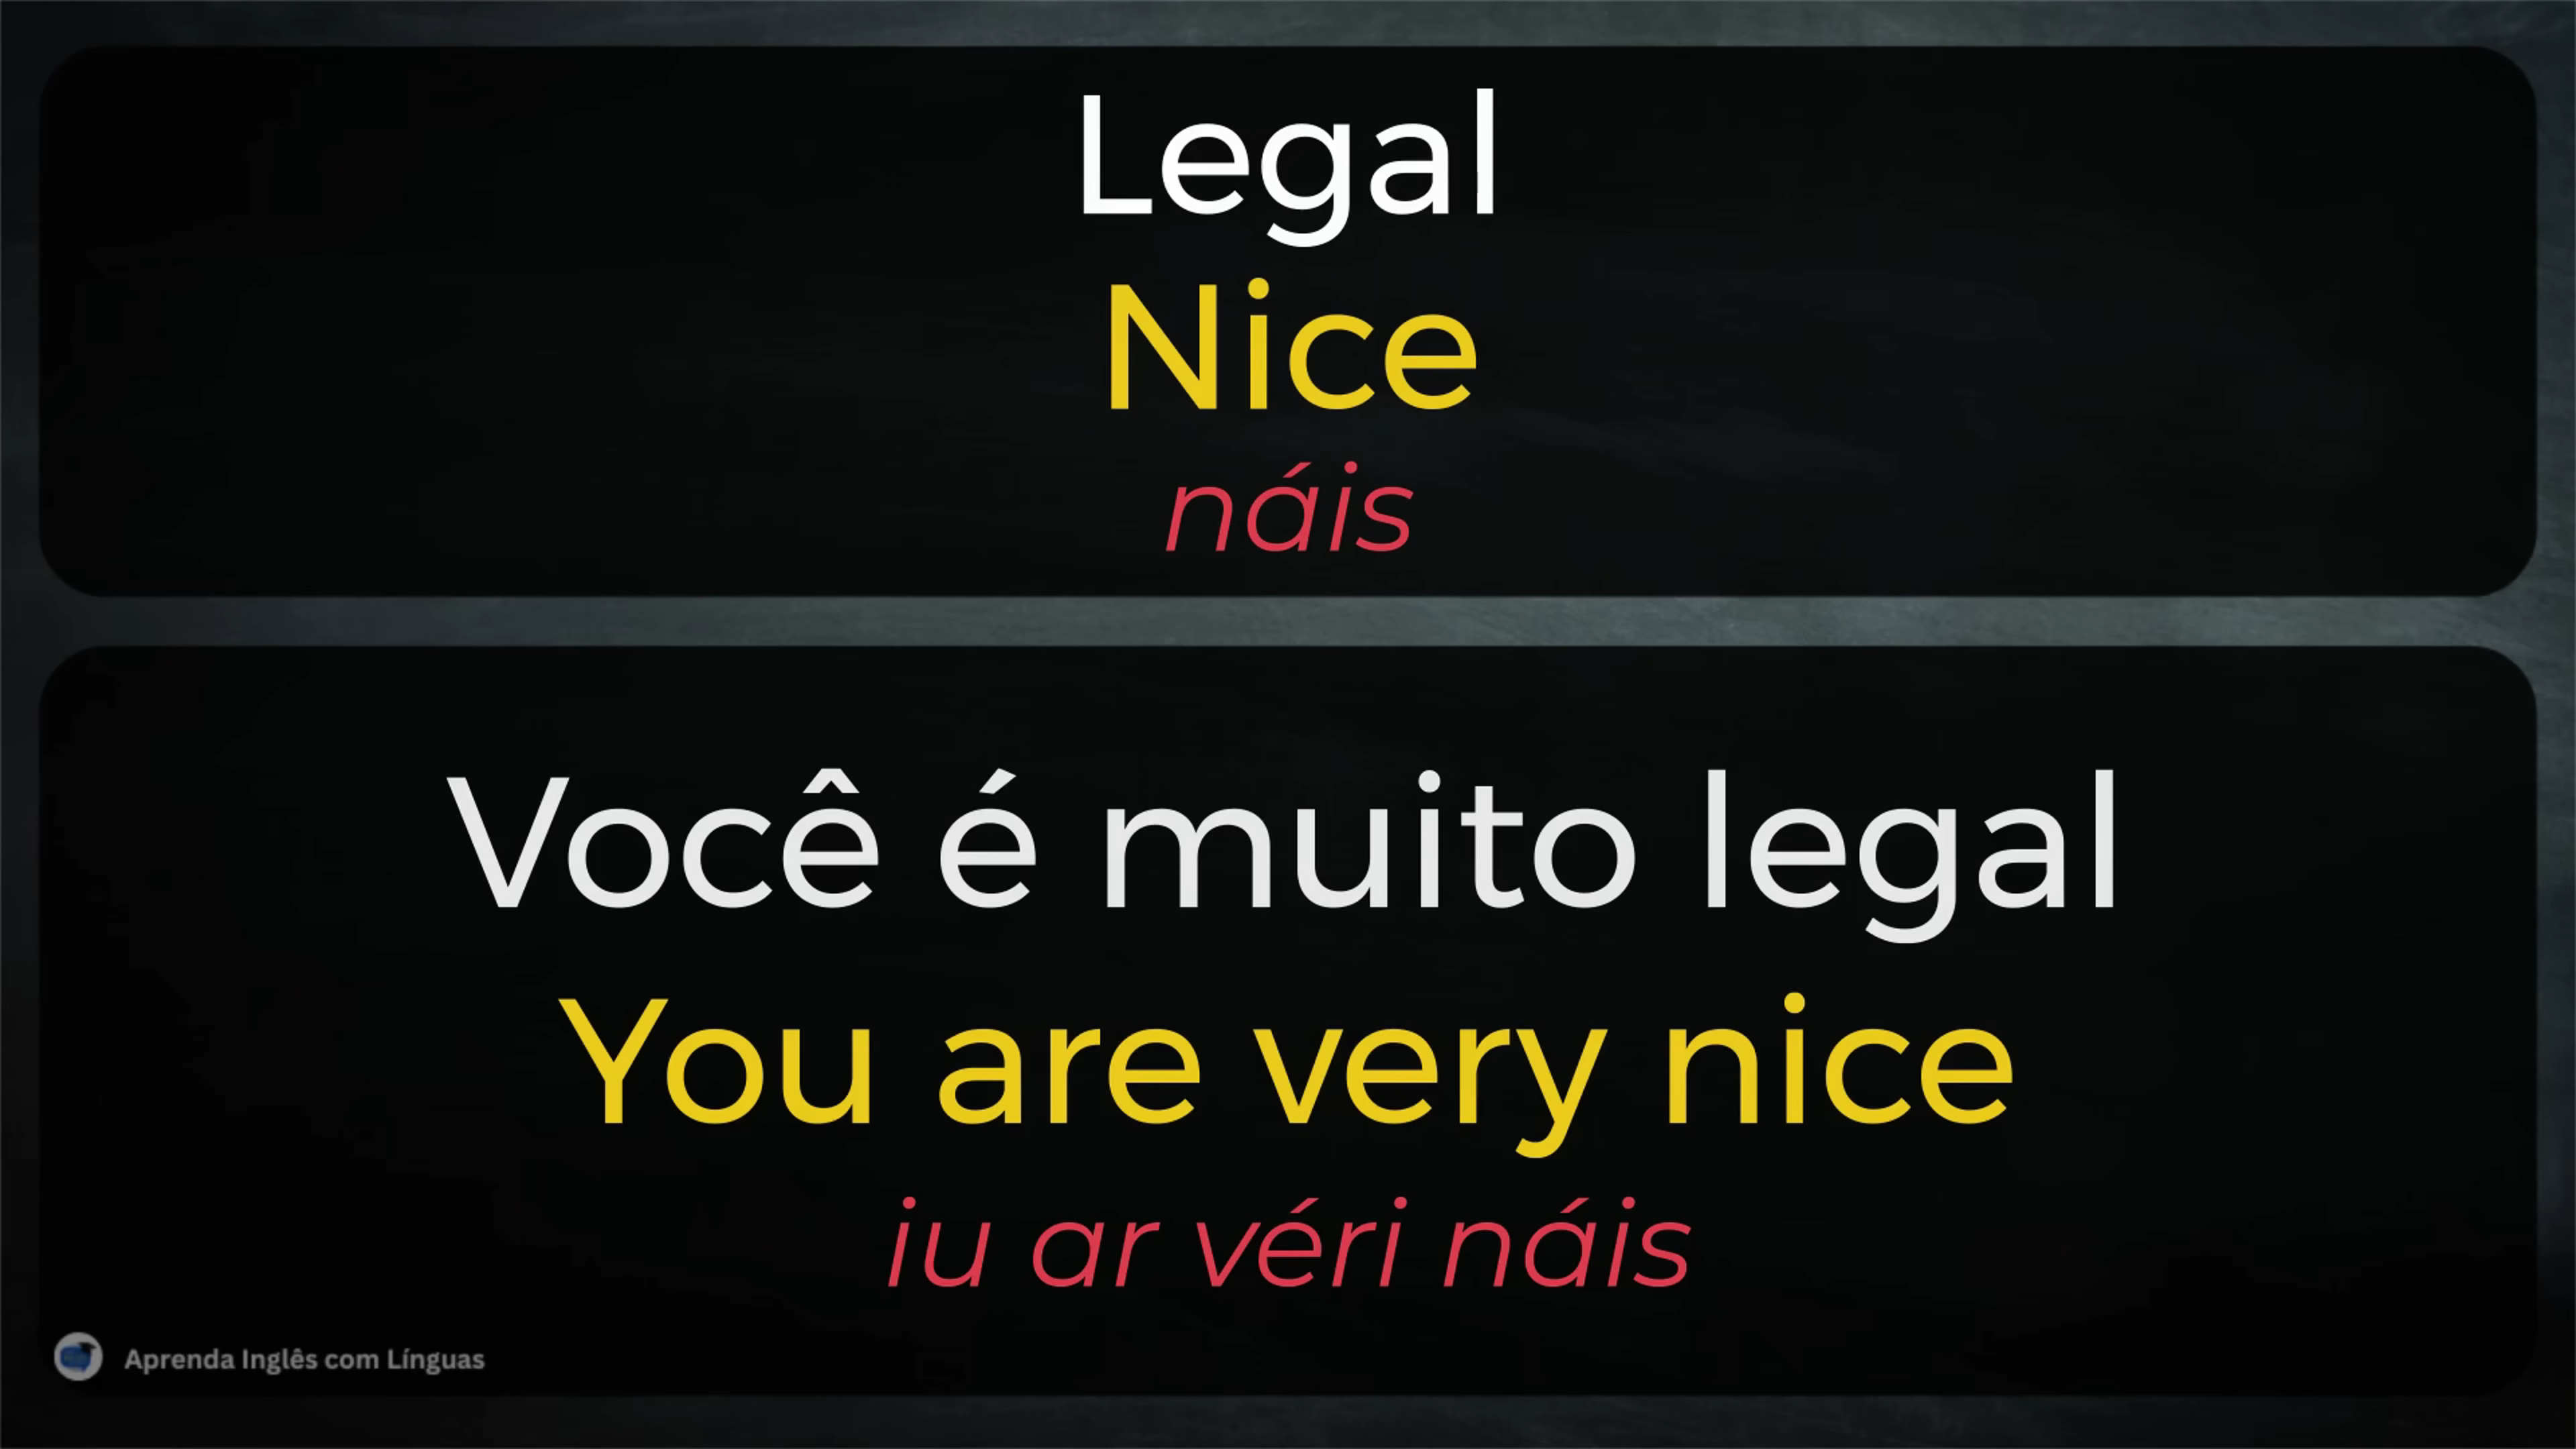 Legal
Nice
náis
Você é muito legal
You are very nice
iu ar véri náis
Aprenda Inglês com Línguas